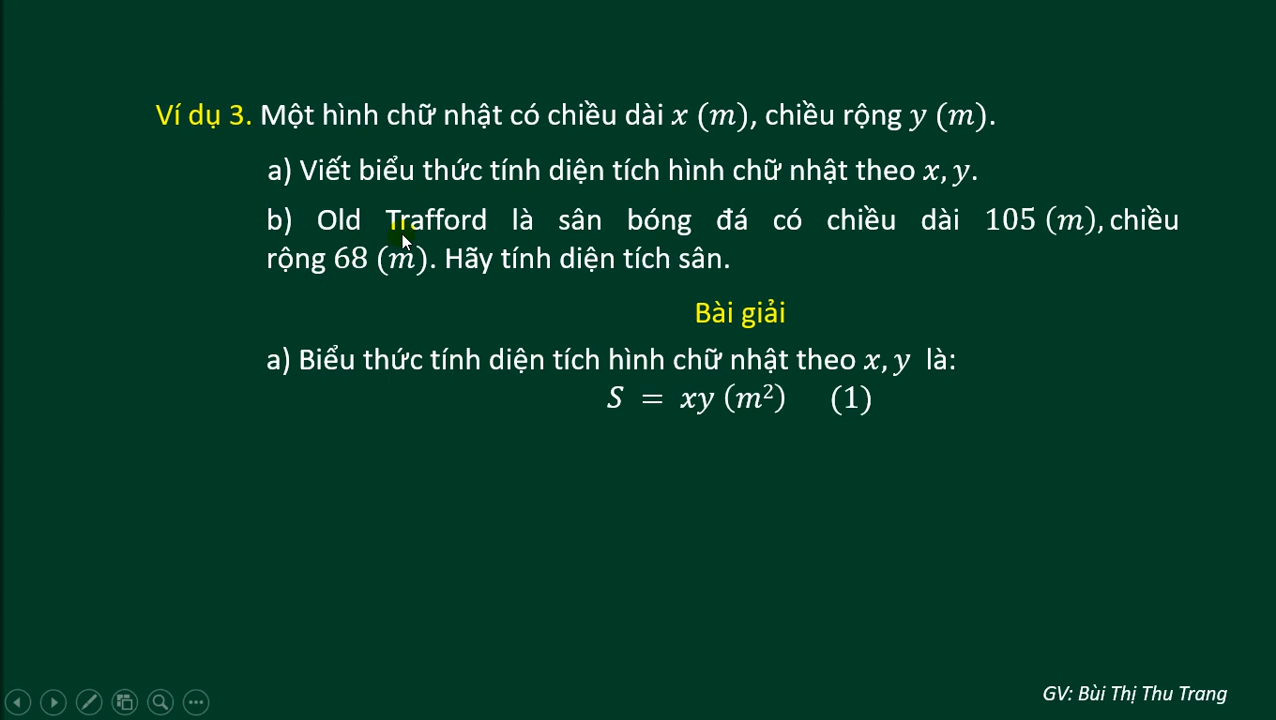 Ví dụ 3. Một hình chữ nhật có chiều dài x (m), chiều rộng y (m).
a) Viết biểu thức tính diện tích hình chữ nhật theo x, y.
b) Old Trafford là sân bóng đá có chiều dài 105 (m), chiều
rộng 68 (m). Hãy tính diện tích sân.
Bài giải
a) Biểu thức tính diện tích hình chữ nhật theo x, y là:
S = xy (m²) (1)
GV: Bùi Thị Thu Trang